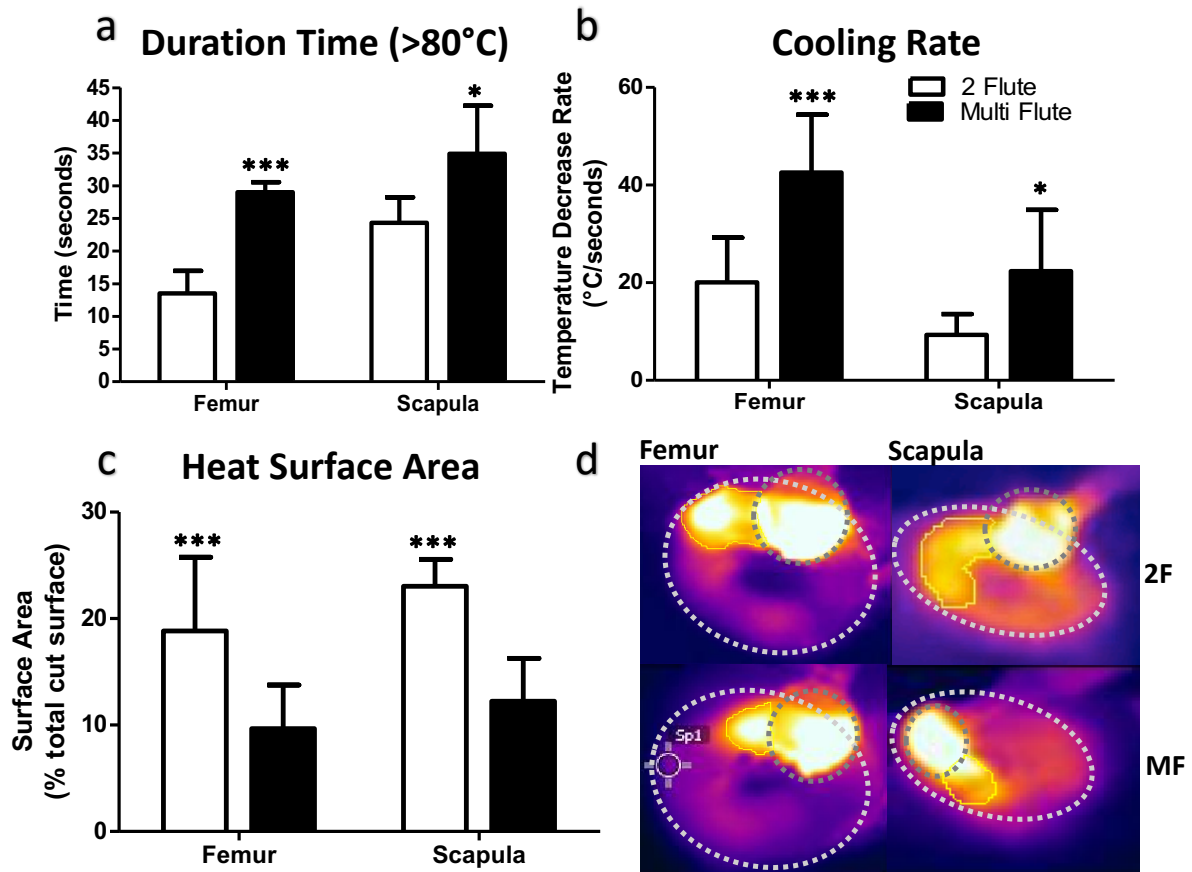 a
Duration Time (>80°C)
Time (seconds)
45
40
35
30
25
20
15
10
5
0
***
*
Femur
Scapula
b
Cooling Rate
2 Flute
Multi Flute
Temperature Decrease Rate
(°C/seconds)
60
40
20
0
***
*
Femur
Scapula
c
Heat Surface Area
Surface Area
(% total cut surface)
30
20
10
0
***
***
Femur
Scapula
d
Femur
Scapula
2F
Sp1
MF